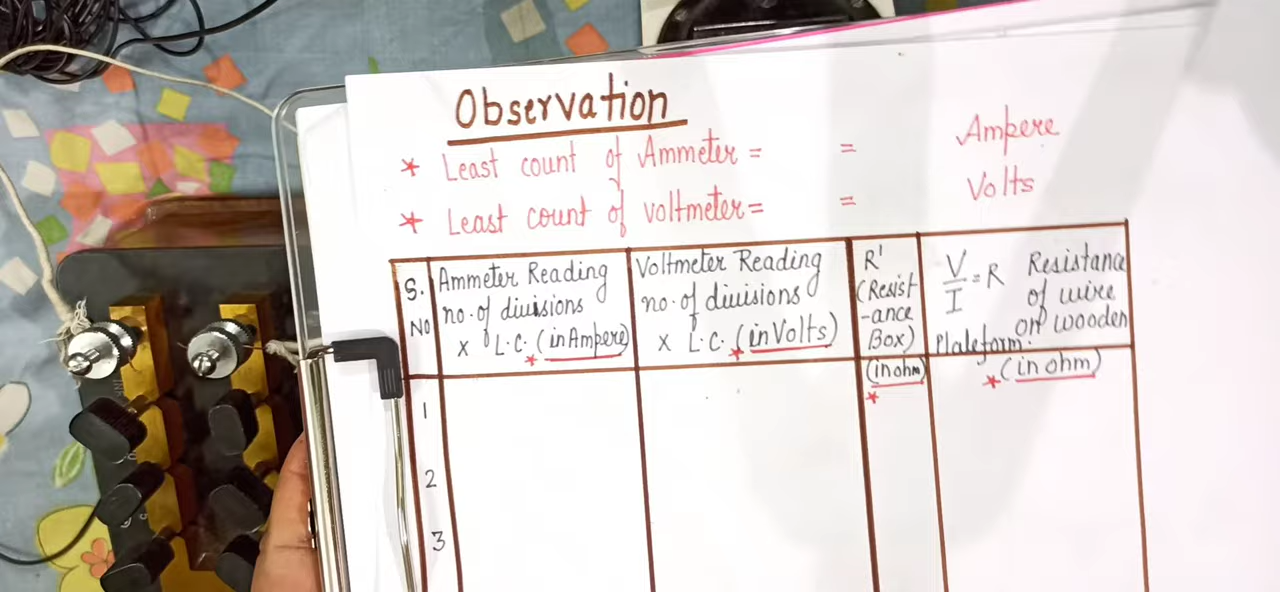 Observation
* Least count of Ammeter = = Ampere
* Least count of voltmeter = = Volts
S. No
Ammeter Reading
no. of divisions
x L.C. (in Ampere)
*
Voltmeter Reading
no. of divisions
x L.C. (in Volts)
*
R'
(Resist
-ance
Box)
(in ohm)
*
V/I = R Resistance
of wire
on wooden
Plateform.
*(in ohm)
1
2
3